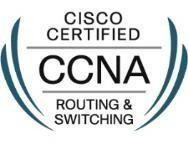 CISCO
CERTIFIED
CCNA
ROUTING &
SWITCHING